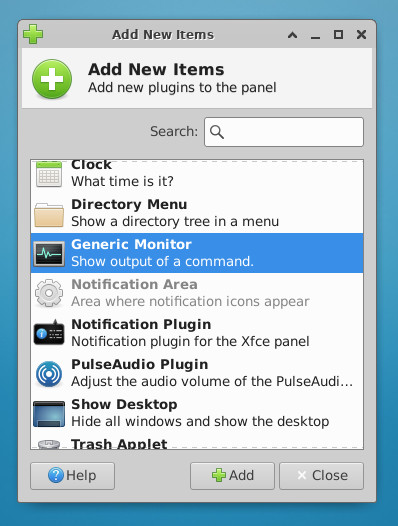 Add New Items
Add New Items
Add new plugins to the panel
Search:
Clock
What time is it?
Directory Menu
Show a directory tree in a menu
Generic Monitor
Show output of a command.
Notification Area
Area where notification icons appear
Notification Plugin
Notification plugin for the Xfce panel
PulseAudio Plugin
Adjust the audio volume of the PulseAudi...
Show Desktop
Hide all windows and show the desktop
Trash Applet
Help
Add
Close